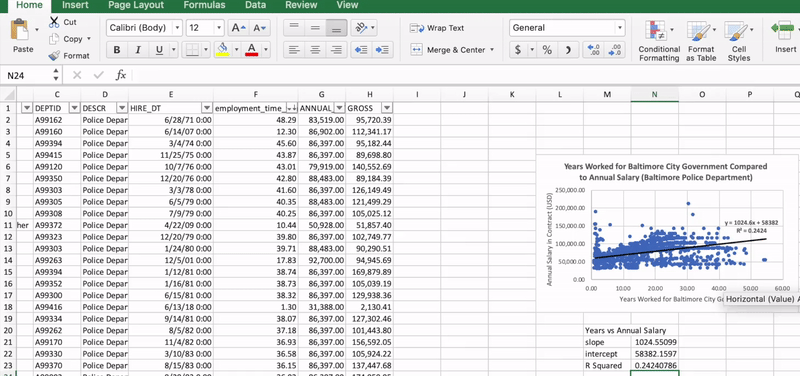 Home Insert Page Layout Formulas Data Review View
Paste Cut Copy Format
Calibri (Body) 12 A A
B I U A
Wrap Text
Merge & Center
General
$ % )
Conditional Formatting
Format as Table
Cell Styles
Insert
N24 fx
C D E F G H I J K L M N O P Q
1 DEPTID DESCR HIRE_DT employment_time_ ANNUAL_ GROSS
2 A99162 Police Depar 6/28/71 0:00 48.29 83,519.00 95,720.39
3 A99160 Police Depar 6/14/07 0:00 12.30 86,902.00 112,341.17
4 A99394 Police Depar 3/4/74 0:00 45.60 86,397.00 95,182.44
5 A99415 Police Depar 11/25/75 0:00 43.87 86,397.00 89,698.80
6 A99120 Police Depar 10/7/76 0:00 43.01 79,919.00 140,552.69
7 A99350 Police Depar 12/20/76 0:00 42.80 88,483.00 89,184.39
8 A99303 Police Depar 3/3/78 0:00 41.60 86,397.00 126,149.49
9 A99305 Police Depar 6/5/79 0:00 40.35 88,483.00 121,499.29
10 A99308 Police Depar 7/9/79 0:00 40.25 86,397.00 105,025.12
11 her A99372 Police Depar 4/22/09 0:00 10.44 50,928.00 51,857.40
12 A99323 Police Depar 12/20/79 0:00 39.80 86,397.00 102,749.77
13 A99303 Police Depar 1/24/80 0:00 39.71 88,483.00 90,290.51
14 A99263 Police Depar 12/5/01 0:00 17.83 92,700.00 94,945.69
15 A99394 Police Depar 1/12/81 0:00 38.74 86,397.00 169,879.89
16 A99352 Police Depar 1/16/81 0:00 38.73 86,397.00 105,039.19
17 A99300 Police Depar 6/15/81 0:00 38.32 86,397.00 129,938.36
18 A99416 Police Depar 6/13/18 0:00 1.30 31,388.00 2,130.41
19 A99334 Police Depar 9/14/81 0:00 38.07 86,397.00 127,302.46
20 A99262 Police Depar 8/5/82 0:00 37.18 86,397.00 101,443.80
21 A99170 Police Depar 11/4/82 0:00 36.93 86,397.00 156,592.05
22 A99330 Police Depar 3/10/83 0:00 36.58 86,397.00 105,924.22
23 A99370 Police Depar 8/15/83 0:00 36.15 86,397.00 137,447.68
Years Worked for Baltimore City Government Compared
to Annual Salary (Baltimore Police Department)
Annual Salary in Contract (USD)
250,000.00
200,000.00
150,000.00
100,000.00
50,000.00
0.00
y = 1024.6x + 58382
R² = 0.2424
0.00 10.00 20.00 30.00 40.00 50.00 60.00
Years Worked for Baltimore City Go
Horizontal (Value) A
Years vs Annual Salary
slope 1024.55099
intercept 58382.1597
R Squared 0.24240786